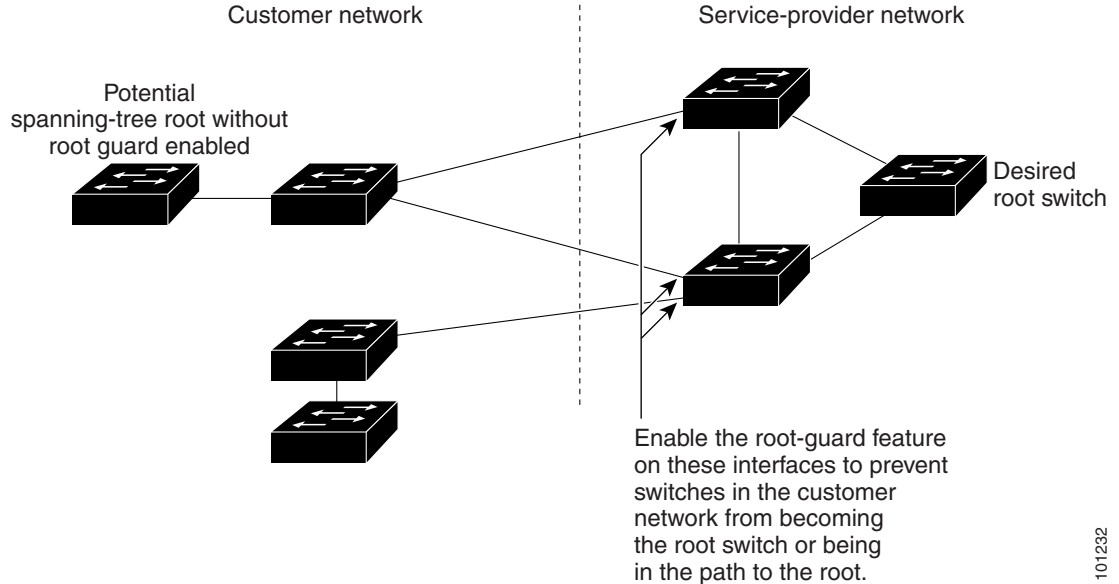 Customer network
Service-provider network
Potential
spanning-tree root without
root guard enabled
Desired
root switch
Enable the root-guard feature
on these interfaces to prevent
switches in the customer
network from becoming
the root switch or being
in the path to the root.
101232